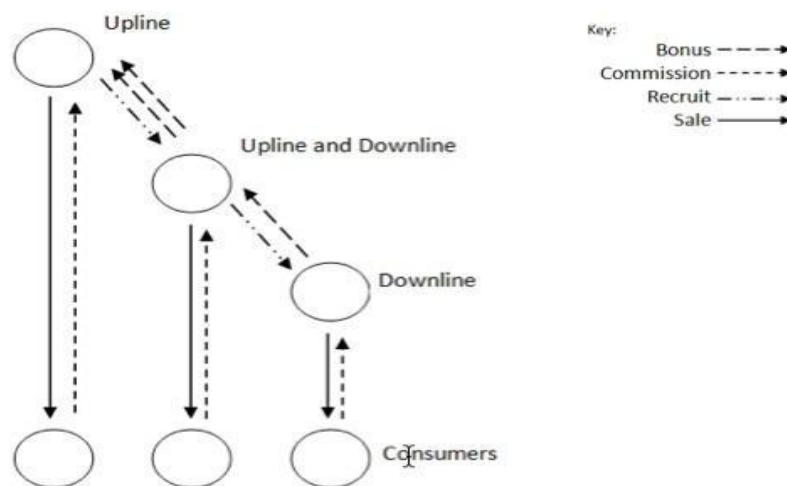 Upline
Key:
Bonus
Commission
Recruit
Sale
Upline and Downline
Downline
Consumers